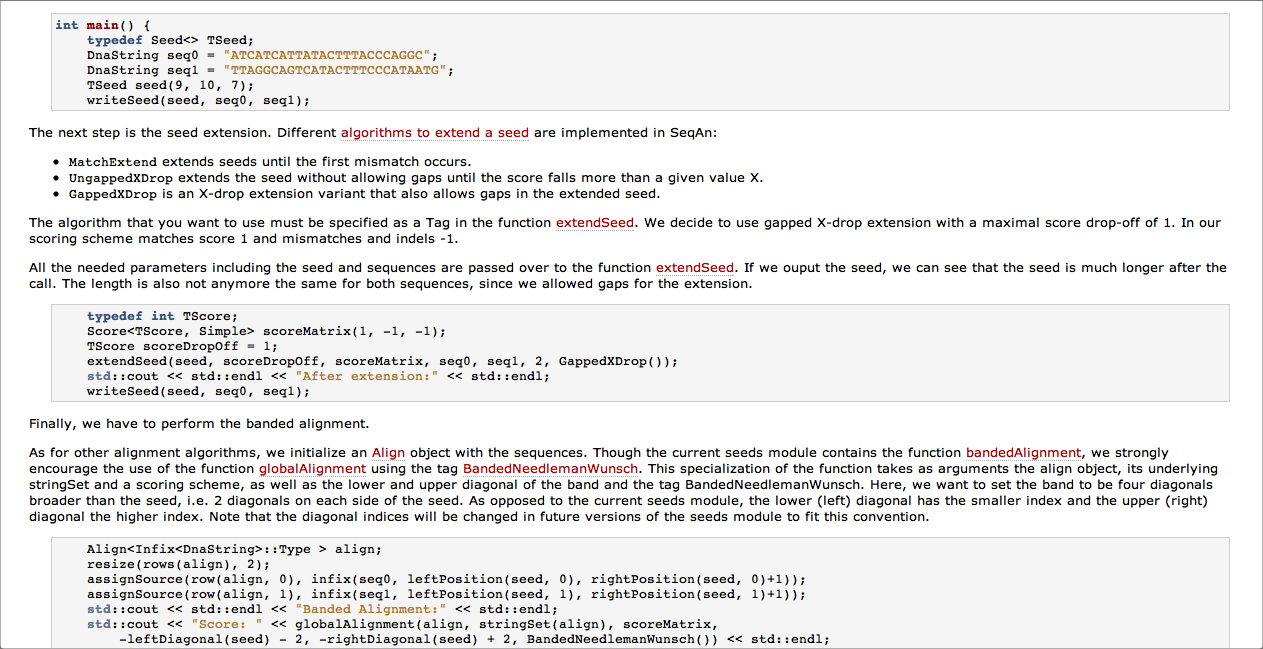 int main() {
typedef Seed<> TSeed;
DnaString seq0 = "ATCATCATTATACTTTACCCAGGC";
DnaString seq1 = "TTAGGCAGTCATACTTTCCCATAATG";
TSeed seed(9, 10, 7);
writeSeed(seed, seq0, seq1);
The next step is the seed extension. Different algorithms to extend a seed are implemented in SeqAn:
• MatchExtend extends seeds until the first mismatch occurs.
• UngappedXDrop extends the seed without allowing gaps until the score falls more than a given value X.
• GappedXDrop is an X-drop extension variant that also allows gaps in the extended seed.
The algorithm that you want to use must be specified as a Tag in the function extendSeed. We decide to use gapped X-drop extension with a maximal score drop-off of 1. In our
scoring scheme matches score 1 and mismatches and indels -1.
All the needed parameters including the seed and sequences are passed over to the function extendSeed. If we ouput the seed, we can see that the seed is much longer after the
call. The length is also not anymore the same for both sequences, since we allowed gaps for the extension.
typedef int TScore;
Score<TScore, Simple> scoreMatrix(1, -1, -1);
TScore scoreDropOff = 1;
extendSeed(seed, scoreDropOff, scoreMatrix, seq0, seq1, 2, GappedXDrop());
std::cout << std::endl << "After extension:" << std::endl;
writeSeed(seed, seq0, seq1);
Finally, we have to perform the banded alignment.
As for other alignment algorithms, we initialize an Align object with the sequences. Though the current seeds module contains the function bandedAlignment, we strongly
encourage the use of the function globalAlignment using the tag BandedNeedlemanWunsch. This specialization of the function takes as arguments the align object, its underlying
stringSet and a scoring scheme, as well as the lower and upper diagonal of the band and the tag BandedNeedlemanWunsch. Here, we want to set the band to be four diagonals
broader than the seed, i.e. 2 diagonals on each side of the seed. As opposed to the current seeds module, the lower (left) diagonal has the smaller index and the upper (right)
diagonal the higher index. Note that the diagonal indices will be changed in future versions of the seeds module to fit this convention.
Align<Infix<DnaString>::Type > align;
resize(rows(align), 2);
assignSource(row(align, 0), infix(seq0, leftPosition(seed, 0), rightPosition(seed, 0)+1));
assignSource(row(align, 1), infix(seq1, leftPosition(seed, 1), rightPosition(seed, 1)+1));
std::cout << std::endl << "Banded Alignment:" << std::endl;
std::cout << "Score: " << globalAlignment(align, stringSet(align), scoreMatrix,
-leftDiagonal(seed) - 2, -rightDiagonal(seed) + 2, BandedNeedlemanWunsch()) << std::endl;